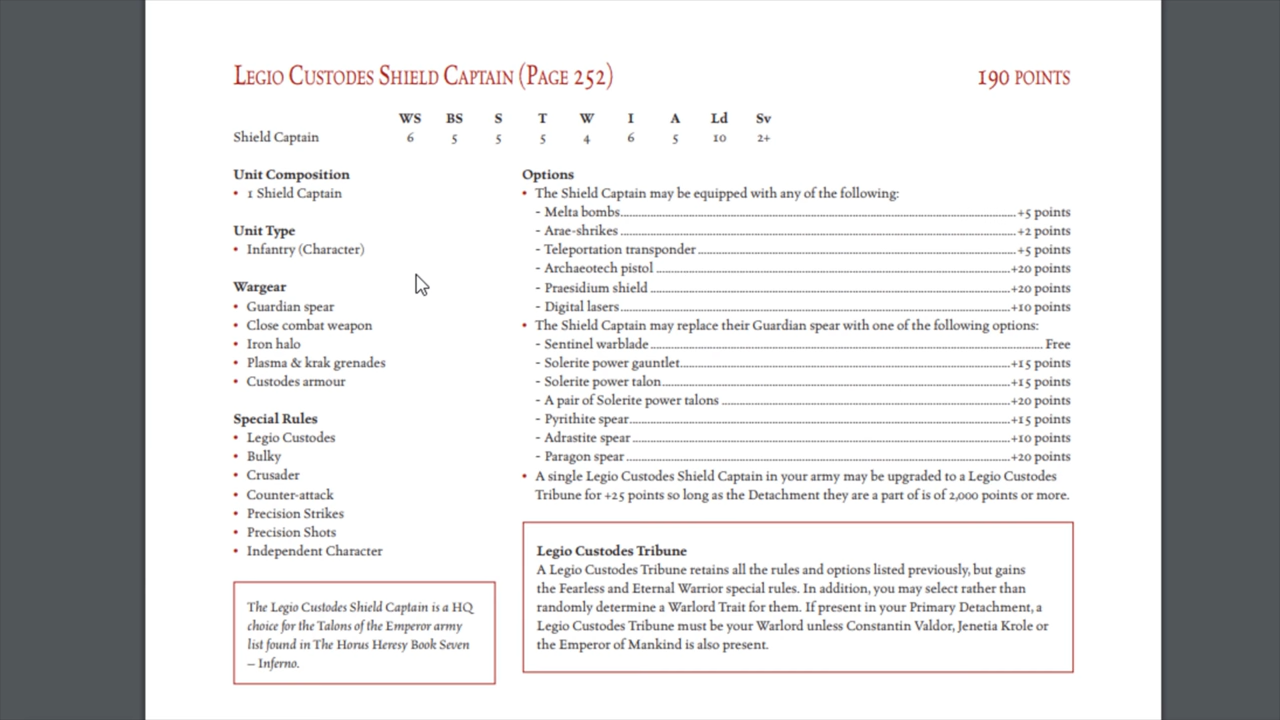 Legio Custodes Shield Captain (Page 252) 190 points
WS BS S T W I A Ld Sv
Shield Captain 6 5 5 5 4 6 5 10 2+
Unit Composition
• 1 Shield Captain
Unit Type
• Infantry (Character)
Wargear
• Guardian spear
• Close combat weapon
• Iron halo
• Plasma & krak grenades
• Custodes armour
Special Rules
• Legio Custodes
• Bulky
• Crusader
• Counter-attack
• Precision Strikes
• Precision Shots
• Independent Character
The Legio Custodes Shield Captain is a HQ
choice for the Talons of the Emperor army
list found in The Horus Heresy Book Seven
– Inferno.
Options
• The Shield Captain may be equipped with any of the following:
- Melta bombs +5 points
- Arae-shrikes +2 points
- Teleportation transponder +5 points
- Archaeotech pistol +20 points
- Praesidium shield +20 points
- Digital lasers +10 points
• The Shield Captain may replace their Guardian spear with one of the following options:
- Sentinel warblade Free
- Solerite power gauntlet +15 points
- Solerite power talon +15 points
- A pair of Solerite power talons +20 points
- Pyrithite spear +15 points
- Adrastite spear +10 points
- Paragon spear +20 points
• A single Legio Custodes Shield Captain in your army may be upgraded to a Legio Custodes
Tribune for +25 points so long as the Detachment they are a part of is of 2,000 points or more.
Legio Custodes Tribune
A Legio Custodes Tribune retains all the rules and options listed previously, but gains
the Fearless and Eternal Warrior special rules. In addition, you may select rather than
randomly determine a Warlord Trait for them. If present in your Primary Detachment, a
Legio Custodes Tribune must be your Warlord unless Constantin Valdor, Jenetia Krole or
the Emperor of Mankind is also present.